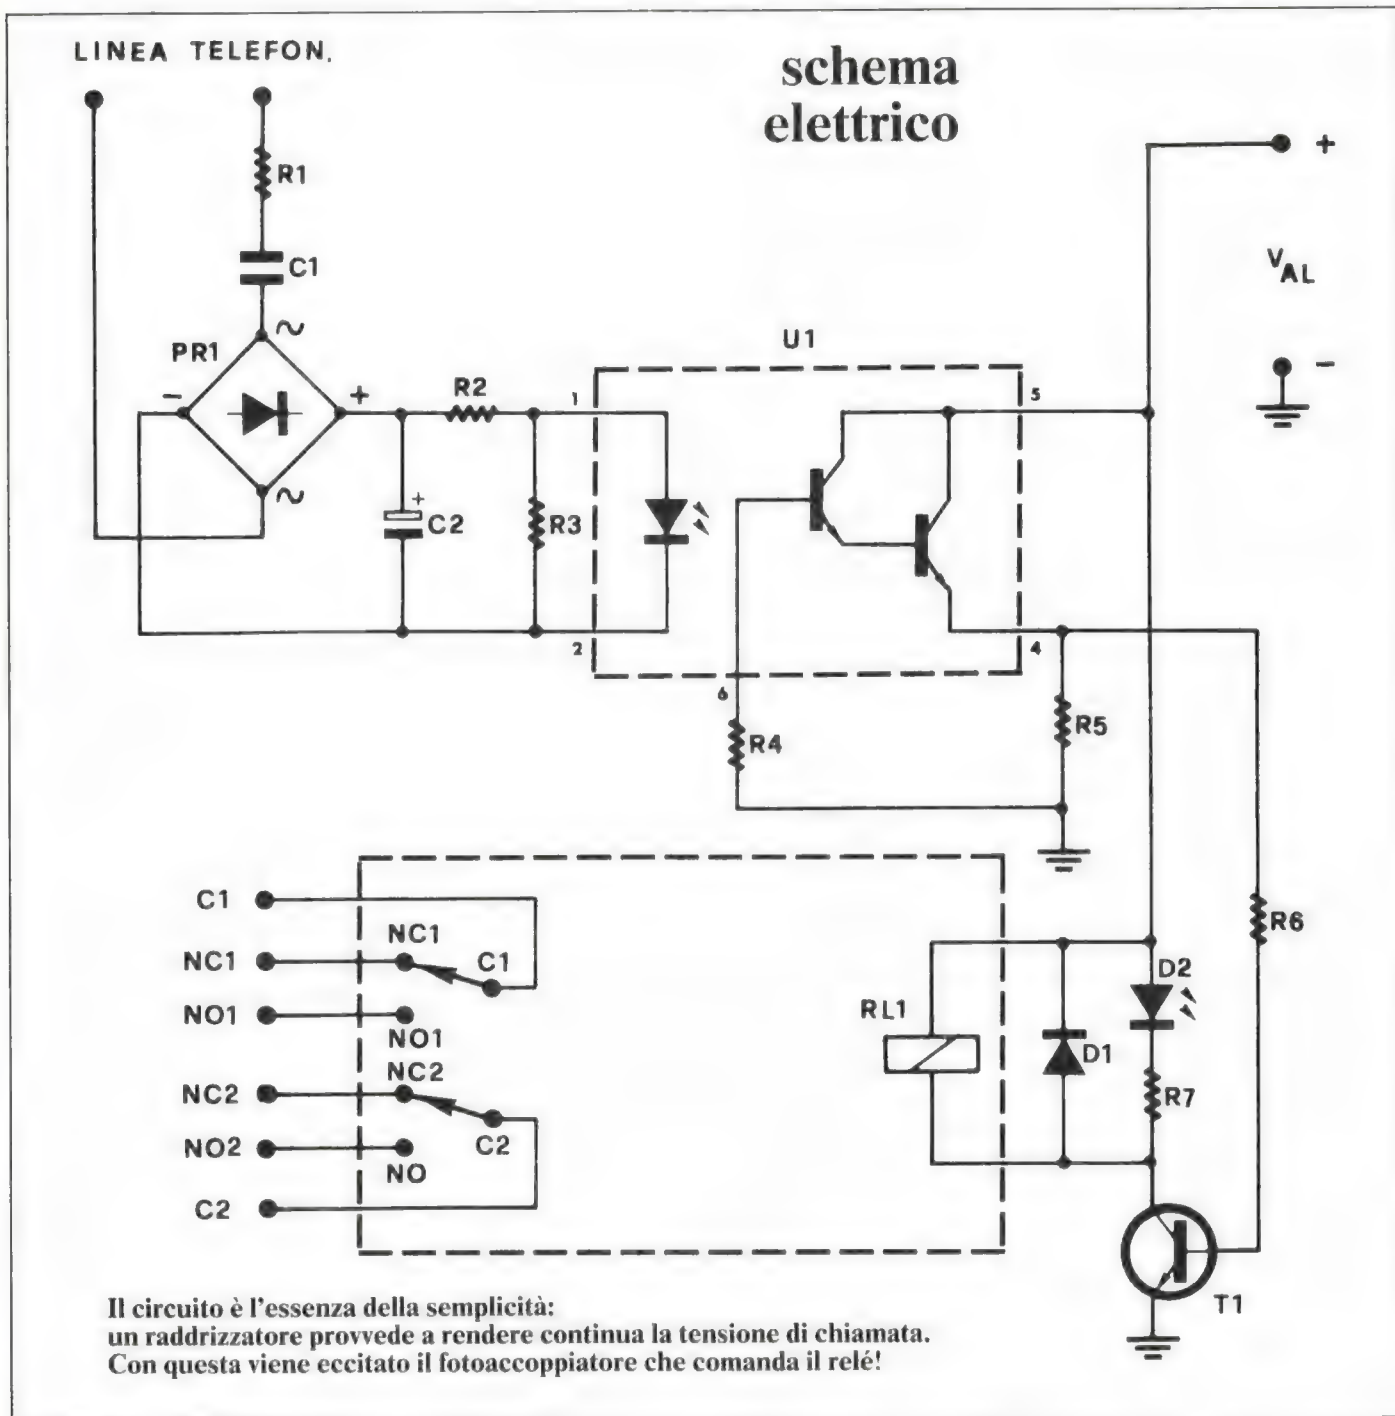 LINEA TELEFON.
schema
elettrico
R1
+
C1
V AL
~
U1
PR1
-
-
+
R2
1
5
+
C2
R3
~
2
4
6
R4
R5
C1
NC1
R6
NC1
C1
D2
NO1
RL1
NO1
D1
NC2
NC2
R7
NO2
C2
NO
C2
T1
Il circuito è l'essenza della semplicità:
un raddrizzatore provvede a rendere continua la tensione di chiamata.
Con questa viene eccitato il fotoaccoppiatore che comanda il relé!